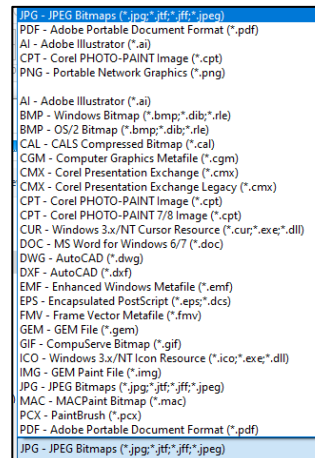 JPG - JPEG Bitmaps (*.jpg;*.jtf;*.jff;*.jpeg)
PDF - Adobe Portable Document Format (*.pdf)
AI - Adobe Illustrator (*.ai)
CPT - Corel PHOTO-PAINT Image (*.cpt)
PNG - Portable Network Graphics (*.png)
AI - Adobe Illustrator (*.ai)
BMP - Windows Bitmap (*.bmp;*.dib;*.rle)
BMP - OS/2 Bitmap (*.bmp;*.dib;*.rle)
CAL - CALS Compressed Bitmap (*.cal)
CGM - Computer Graphics Metafile (*.cgm)
CMX - Corel Presentation Exchange (*.cmx)
CMX - Corel Presentation Exchange Legacy (*.cmx)
CPT - Corel PHOTO-PAINT Image (*.cpt)
CPT - Corel PHOTO-PAINT 7/8 Image (*.cpt)
CUR - Windows 3.x/NT Cursor Resource (*.cur;*.exe;*.dll)
DOC - MS Word for Windows 6/7 (*.doc)
DWG - AutoCAD (*.dwg)
DXF - AutoCAD (*.dxf)
EMF - Enhanced Windows Metafile (*.emf)
EPS - Encapsulated PostScript (*.eps;*.dcs)
FMV - Frame Vector Metafile (*.fmv)
GEM - GEM File (*.gem)
GIF - CompuServe Bitmap (*.gif)
ICO - Windows 3.x/NT Icon Resource (*.ico;*.exe;*.dll)
IMG - GEM Paint File (*.img)
JPG - JPEG Bitmaps (*.jpg;*.jtf;*.jff;*.jpeg)
MAC - MACPaint Bitmap (*.mac)
PCX - PaintBrush (*.pcx)
PDF - Adobe Portable Document Format (*.pdf)
JPG - JPEG Bitmaps (*.jpg;*.jtf;*.jff;*.jpeg)